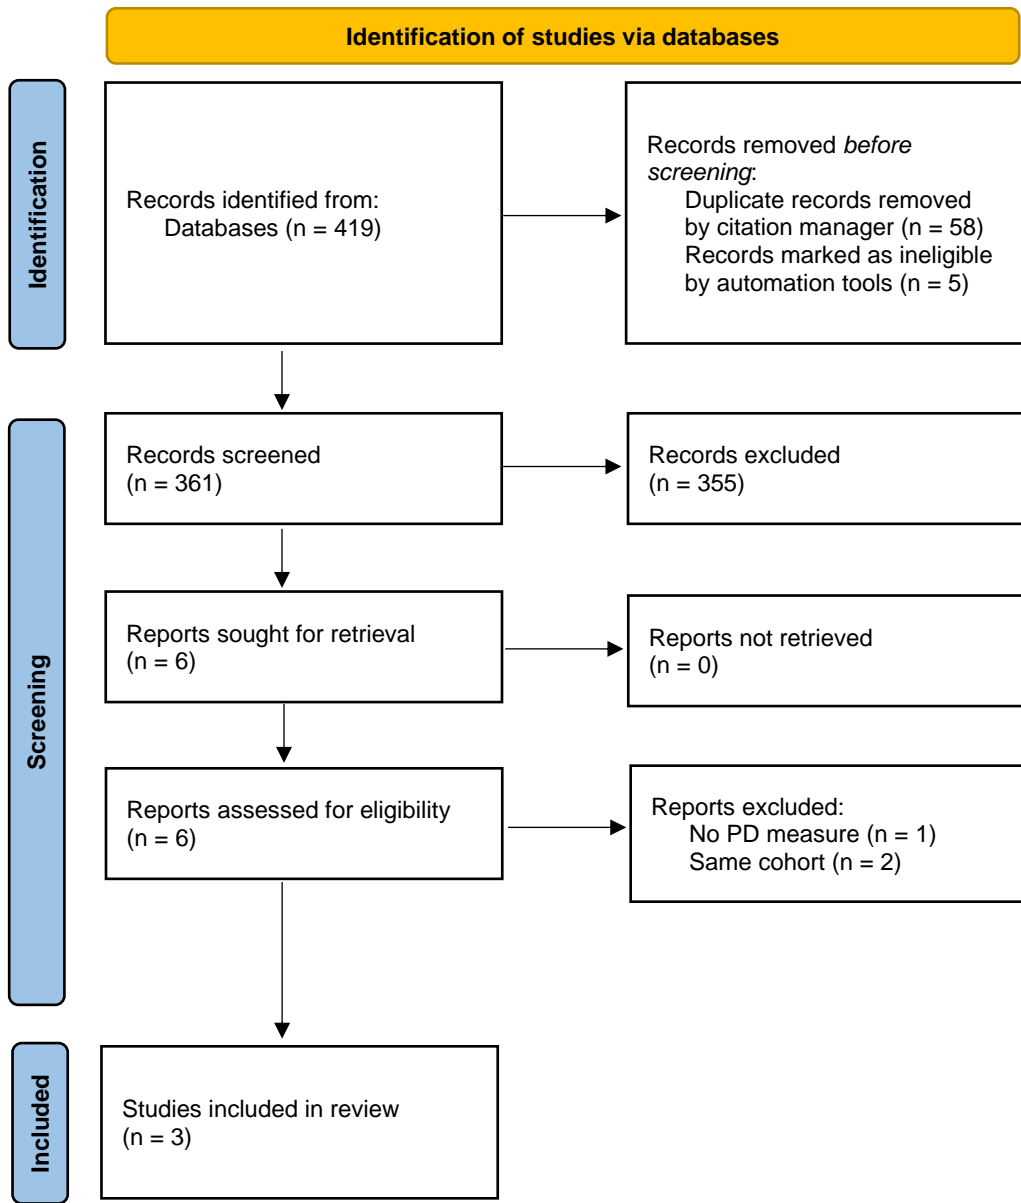 Identification of studies via databases
Identification
Records identified from:
Databases (n = 419)
Records removed before
screening:
Duplicate records removed
by citation manager (n = 58)
Records marked as ineligible
by automation tools (n = 5)
Screening
Records screened
(n = 361)
Records excluded
(n = 355)
Reports sought for retrieval
(n = 6)
Reports not retrieved
(n = 0)
Reports assessed for eligibility
(n = 6)
Reports excluded:
No PD measure (n = 1)
Same cohort (n = 2)
Included
Studies included in review
(n = 3)